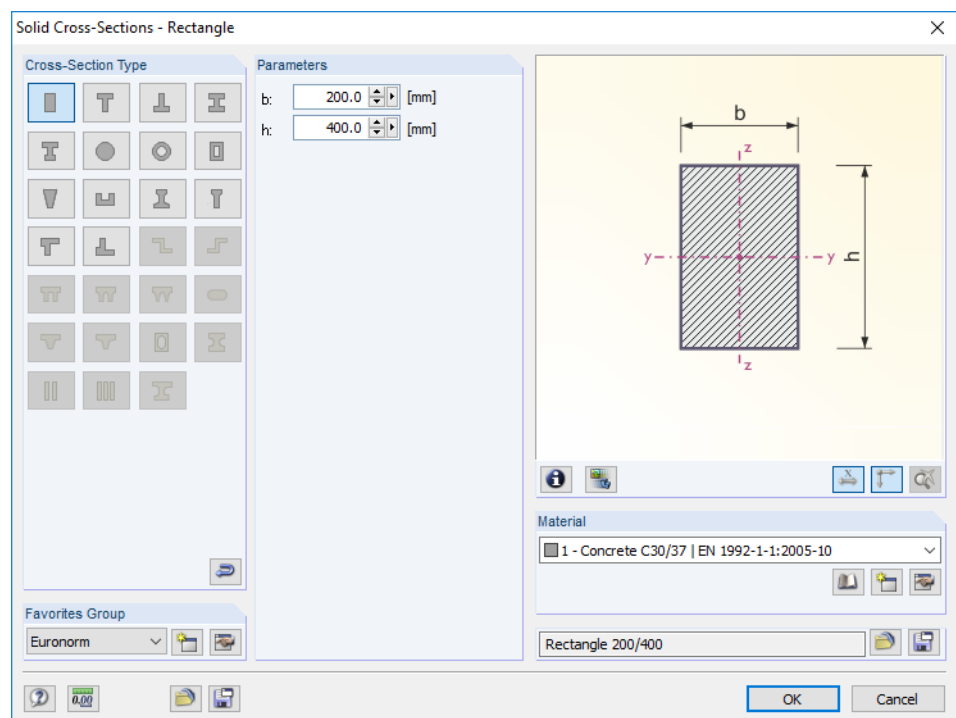 Solid Cross-Sections - Rectangle
Cross-Section Type
Parameters
b: 200.0 [mm]
h: 400.0 [mm]
b
z
y
y
h
z
Material
1 - Concrete C30/37 | EN 1992-1-1:2005-10
Favorites Group
Euronorm
Rectangle 200/400
0.00
OK
Cancel